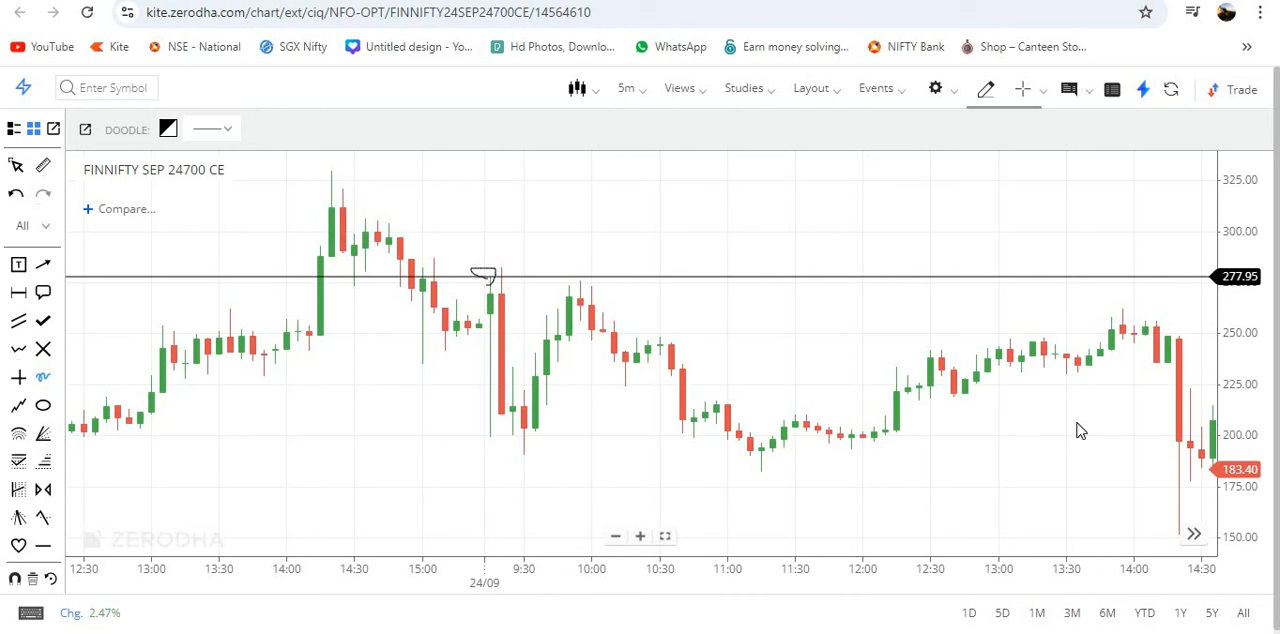 kite.zerodha.com/chart/ext/ciq/NFO-OPT/FINNIFTY24SEP24700CE/14564610
YouTube Kite NSE - National SGX Nifty Untitled design - Yo... Hd Photos, Downlo... WhatsApp Earn money solving... NIFTY Bank Shop – Canteen Sto... »
Enter Symbol 5m Views Studies Layout Events Trade
DOODLE:
FINNIFTY SEP 24700 CE
+ Compare...
All
T
325.00
300.00
277.95
250.00
225.00
200.00
183.40
175.00
150.00
ZERODHA
12:30 13:00 13:30 14:00 14:30 15:00 9:30 10:00 10:30 11:00 11:30 12:00 12:30 13:00 13:30 14:00 14:30
24/09
Chg. 2.47% 1D 5D 1M 3M 6M YTD 1Y 5Y All